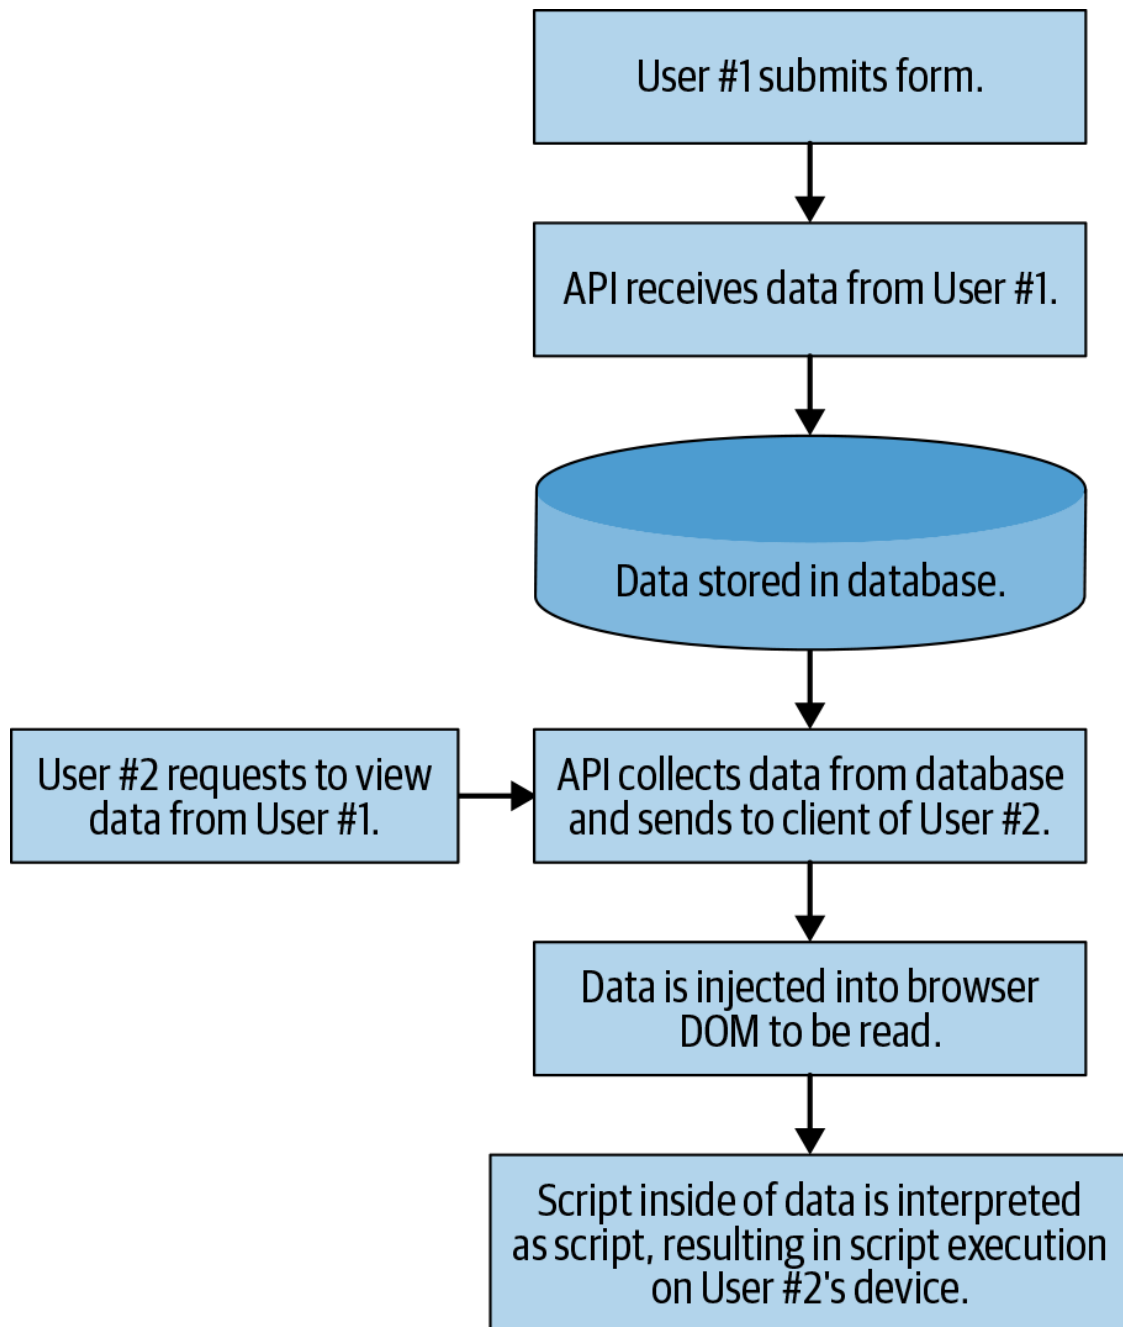 User #1 submits form.
API receives data from User #1.
Data stored in database.
User #2 requests to view
data from User #1.
API collects data from database
and sends to client of User #2.
Data is injected into browser
DOM to be read.
Script inside of data is interpreted
as script, resulting in script execution
on User #2's device.